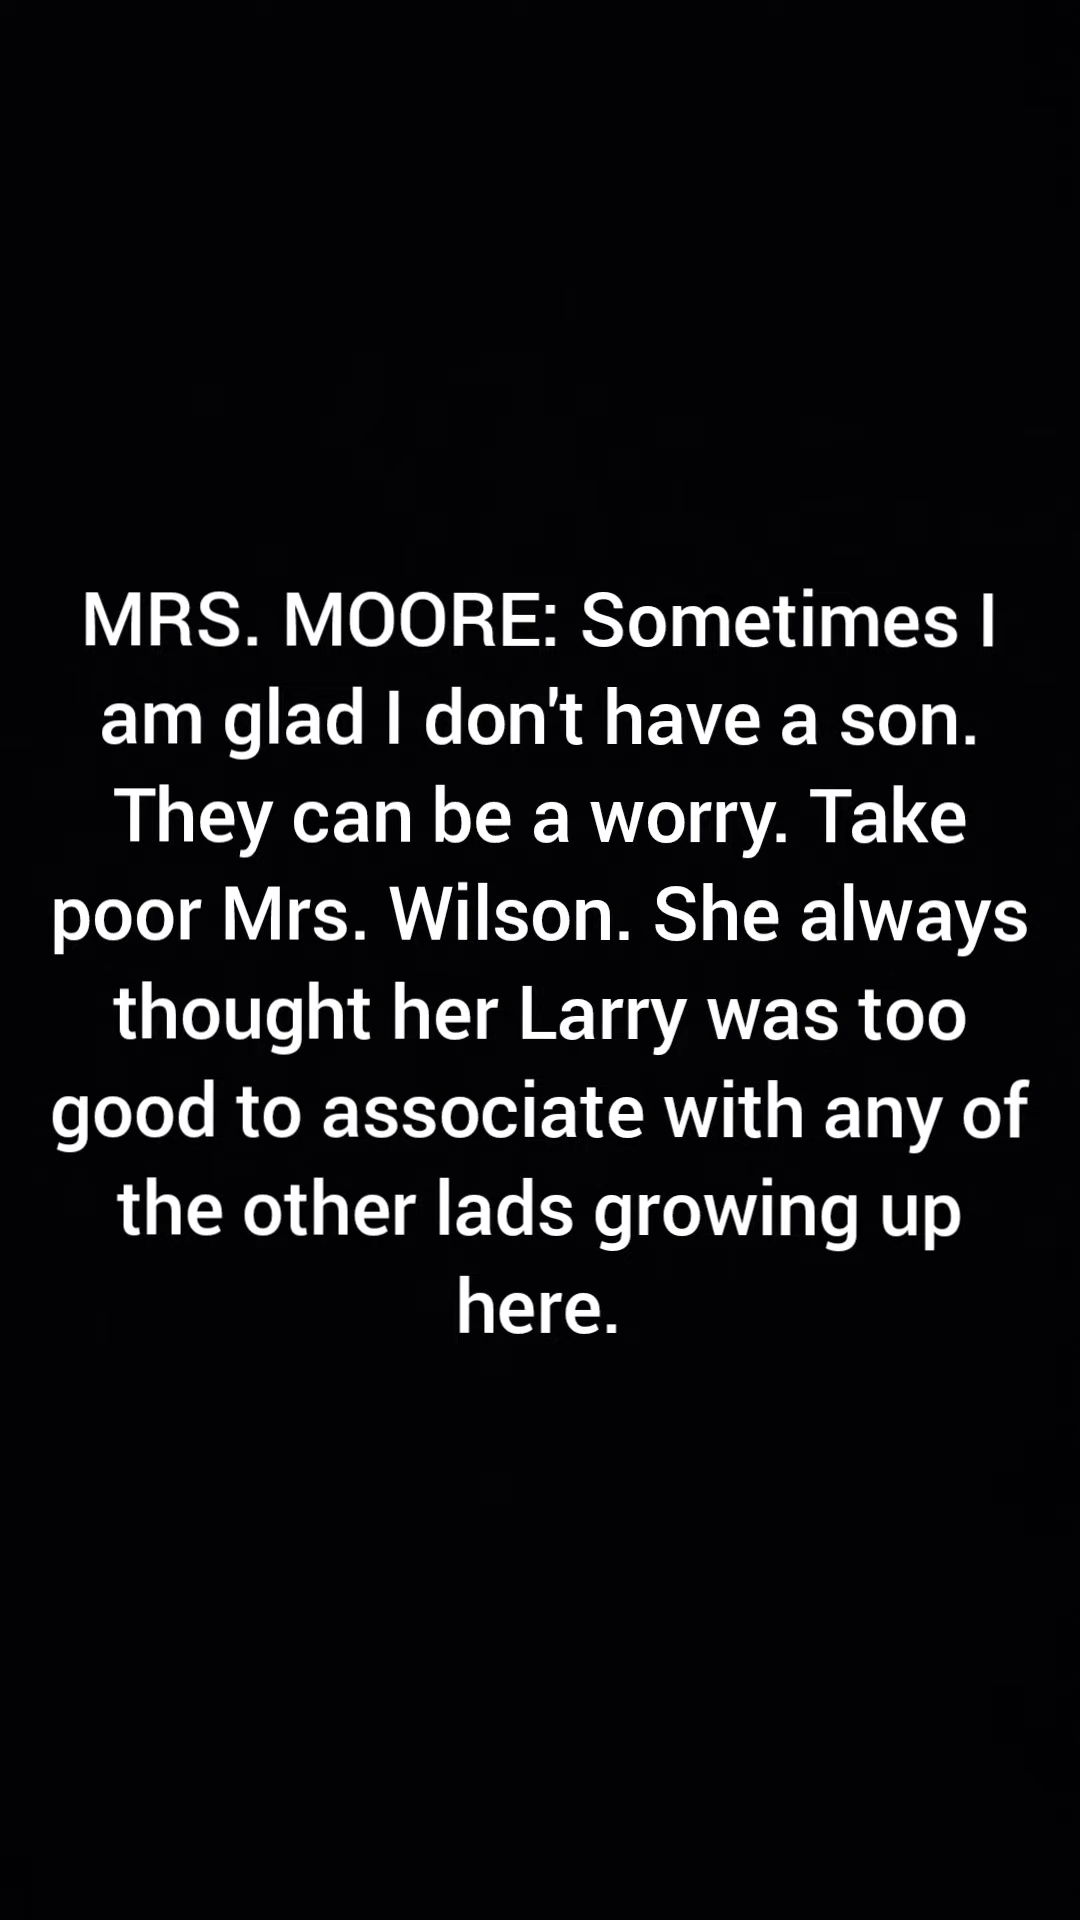 MRS. MOORE: Sometimes I
am glad I don't have a son.
They can be a worry. Take
poor Mrs. Wilson. She always
thought her Larry was too
good to associate with any of
the other lads growing up
here.